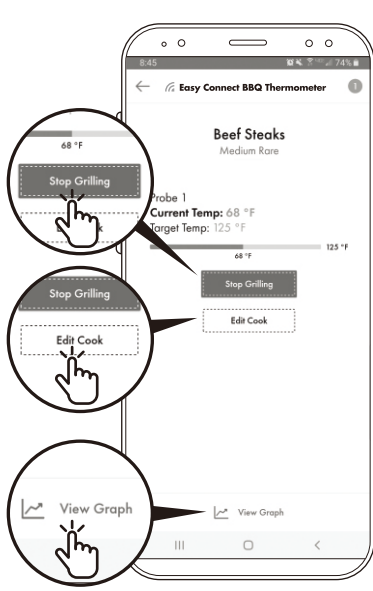 8:45
74%
Easy Connect BBQ Thermometer
1
Beef Steaks
Medium Rare
Probe 1
Current Temp: 68 °F
Target Temp: 125 °F
125 °F
68 °F
Stop Grilling
Edit Cook
View Graph
68 °F
Stop Grilling
Stop Grilling
Edit Cook
View Graph